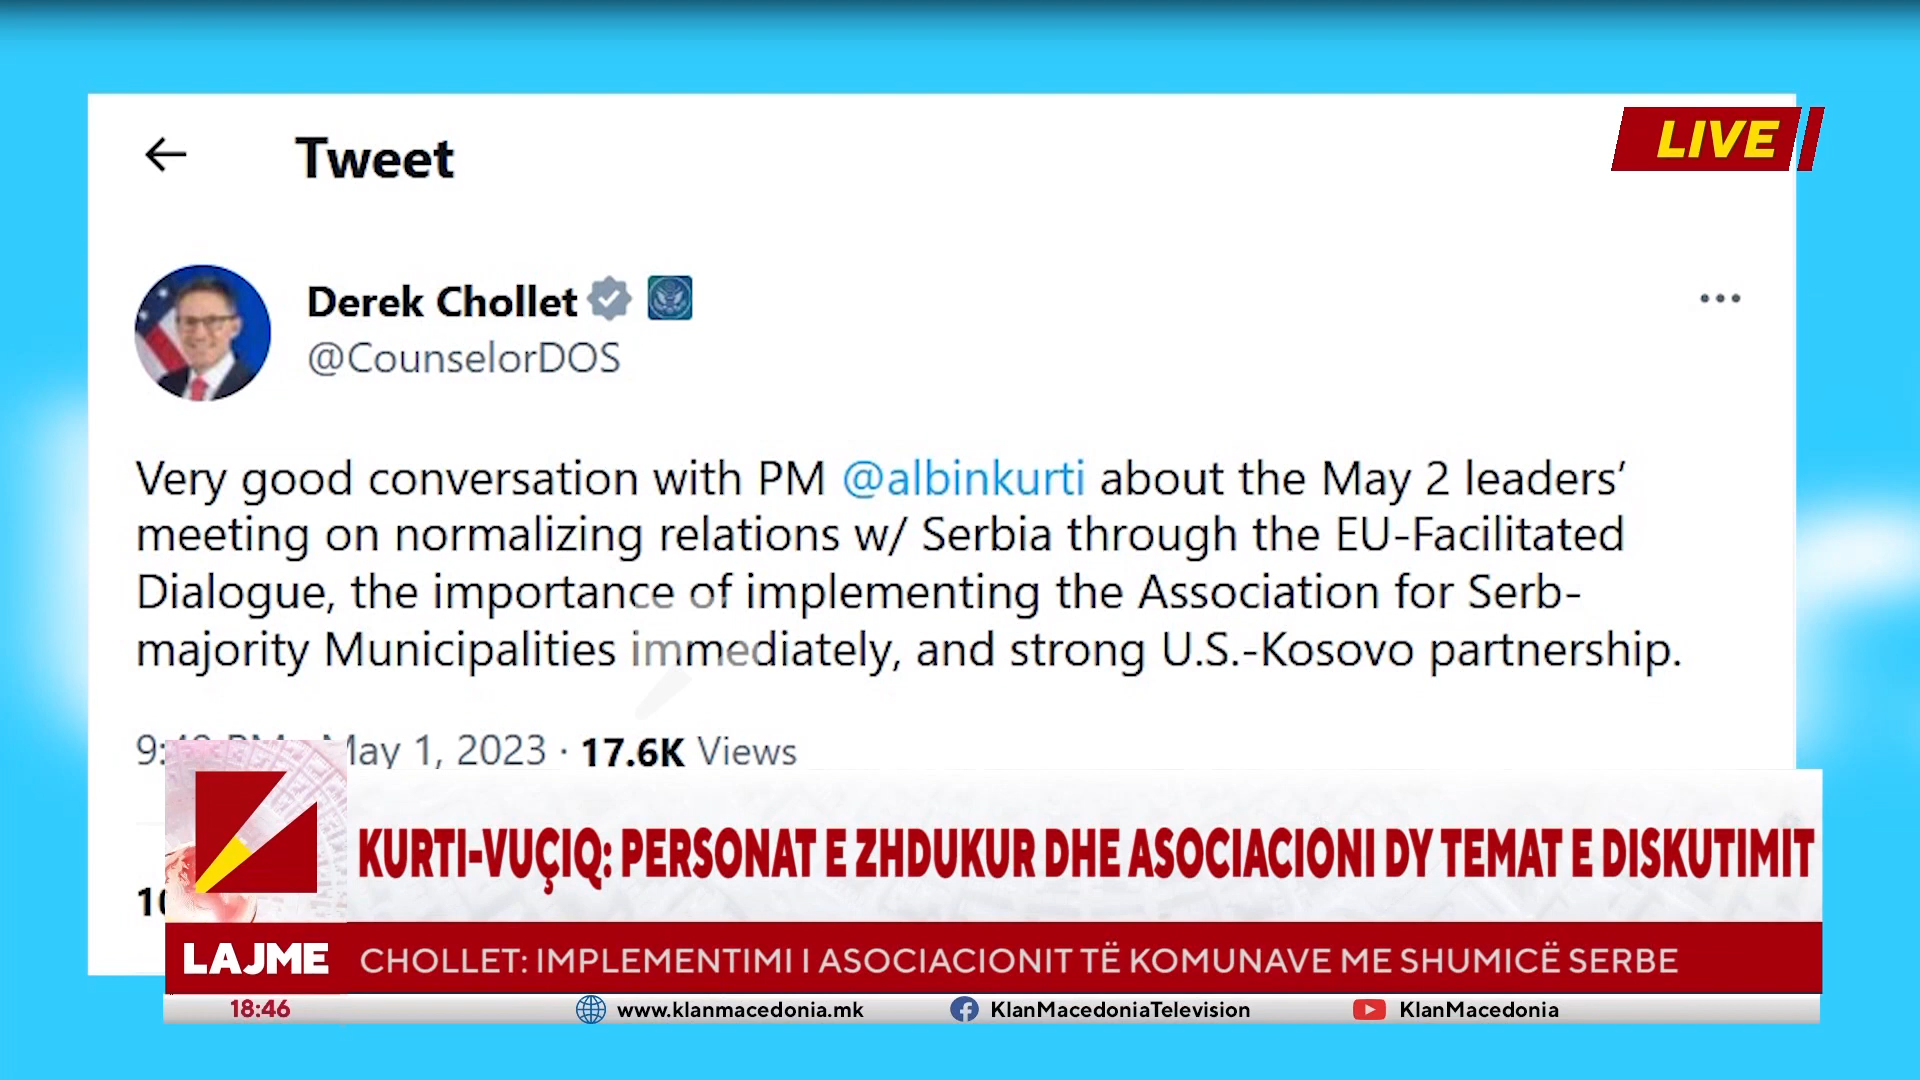 Tweet
LIVE
Derek Chollet
@CounselorDOS
Very good conversation with PM @albinkurti about the May 2 leaders’
meeting on normalizing relations w/ Serbia through the EU-Facilitated
Dialogue, the importance of implementing the Association for Serb-
majority Municipalities immediately, and strong U.S.-Kosovo partnership.
May 1, 2023 · 17.6K Views
KURTI-VUÇIQ: PERSONAT E ZHDUKUR DHE ASOCIACIONI DY TEMAT E DISKUTIMIT
LAJME CHOLLET: IMPLEMENTIMI I ASOCIACIONIT TË KOMUNAVE ME SHUMICË SERBE
18:46 www.klanmacedonia.mk KlanMacedoniaTelevision KlanMacedonia